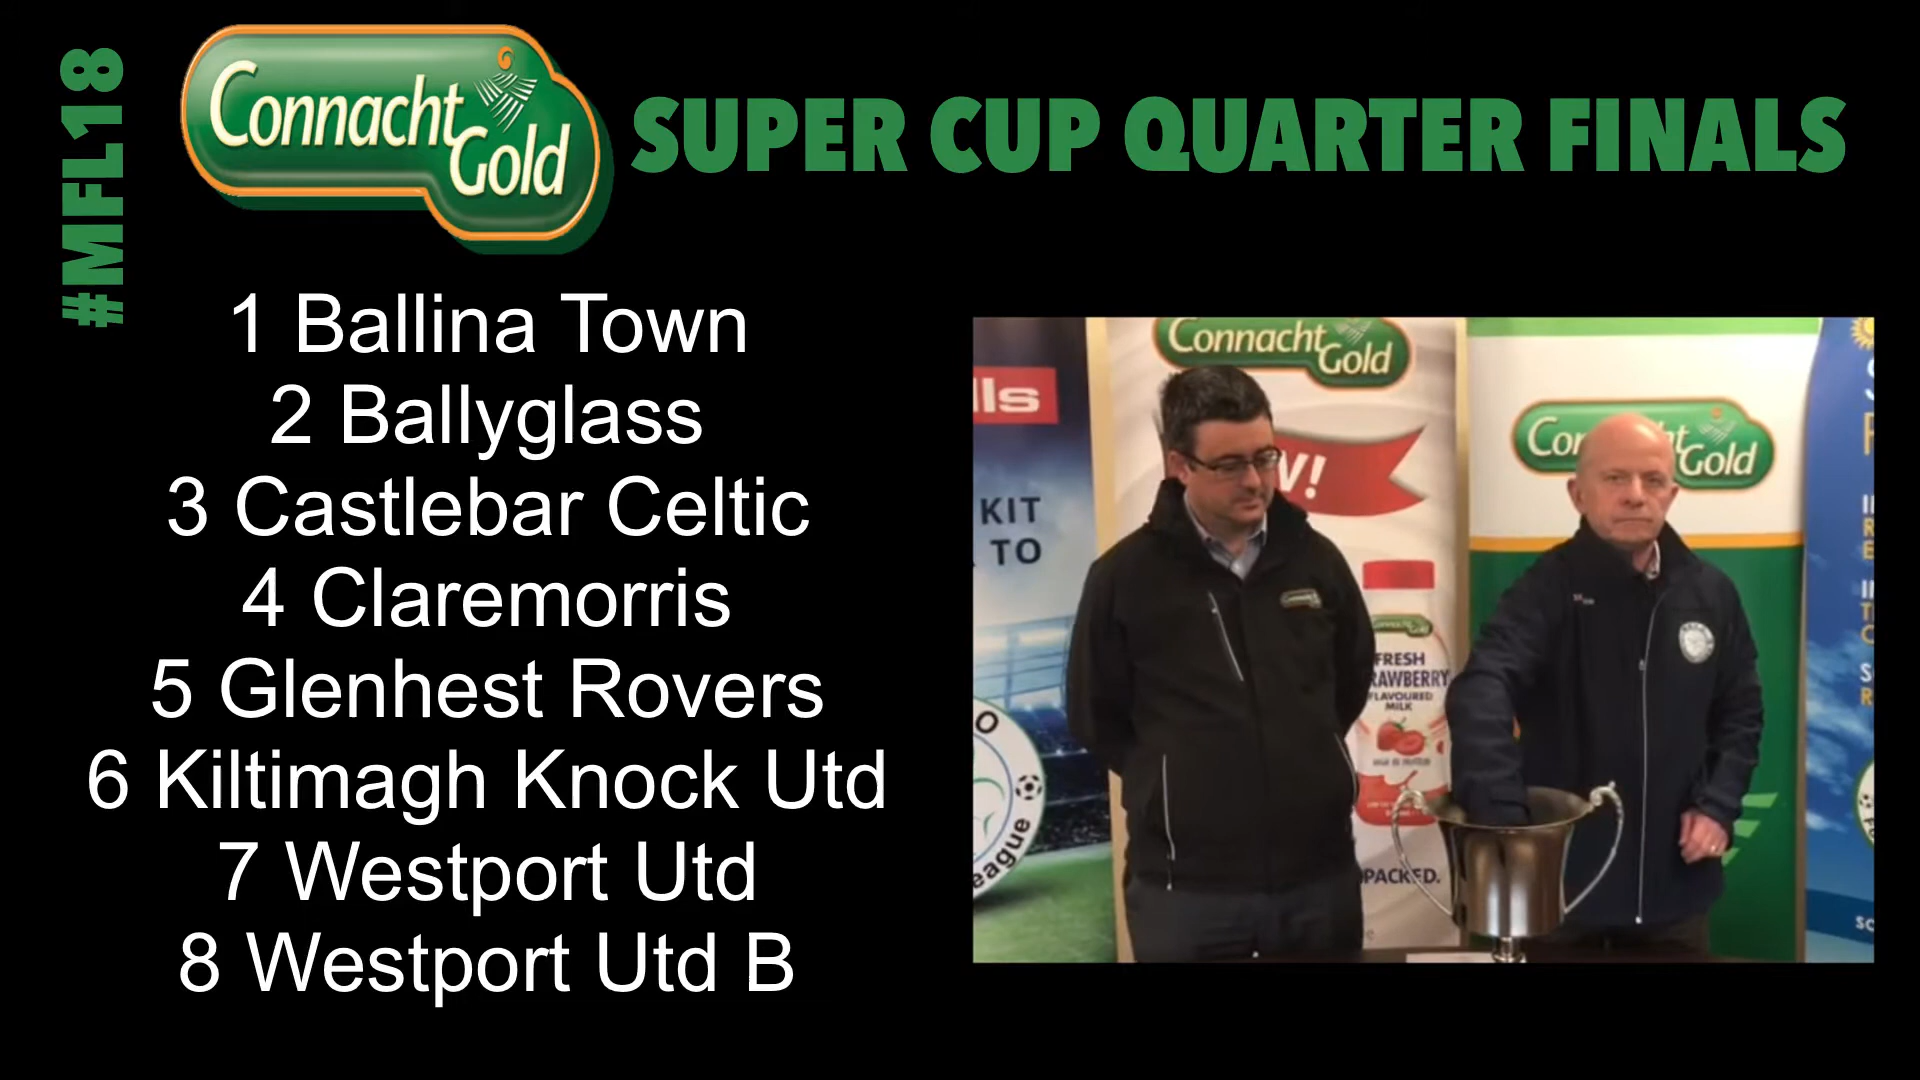 #MFL18
Connacht Gold
SUPER CUP QUARTER FINALS
1 Ballina Town
2 Ballyglass
3 Castlebar Celtic
4 Claremorris
5 Glenhest Rovers
6 Kiltimagh Knock Utd
7 Westport Utd
8 Westport Utd B
Connacht Gold
Gold
KIT
TO
FRESH
FLAVOURED
MILK
PACKED.
eague